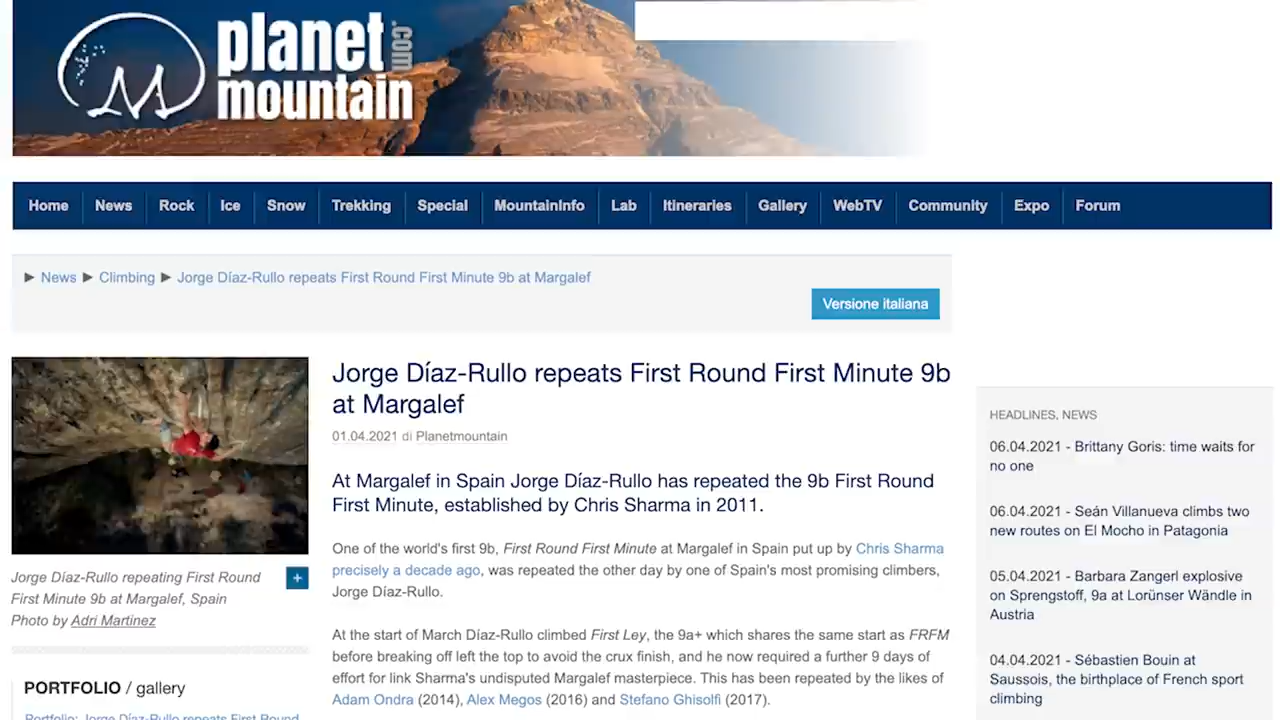 planet
.com
mountain
Home News Rock Ice Snow Trekking Special MountainInfo Lab Itineraries Gallery WebTV Community Expo Forum
► News ► Climbing ► Jorge Díaz-Rullo repeats First Round First Minute 9b at Margalef
Versione italiana
Jorge Díaz-Rullo repeating First Round
First Minute 9b at Margalef, Spain
Photo by Adri Martinez
+
PORTFOLIO / gallery
Portfolio: Jorge Díaz-Rullo repeats First Round
Jorge Díaz-Rullo repeats First Round First Minute 9b
at Margalef
01.04.2021 di Planetmountain
At Margalef in Spain Jorge Díaz-Rullo has repeated the 9b First Round
First Minute, established by Chris Sharma in 2011.
One of the world's first 9b, First Round First Minute at Margalef in Spain put up by Chris Sharma
precisely a decade ago, was repeated the other day by one of Spain's most promising climbers,
Jorge Díaz-Rullo.
At the start of March Díaz-Rullo climbed First Ley, the 9a+ which shares the same start as FRFM
before breaking off left the top to avoid the crux finish, and he now required a further 9 days of
effort for link Sharma's undisputed Margalef masterpiece. This has been repeated by the likes of
Adam Ondra (2014), Alex Megos (2016) and Stefano Ghisolfi (2017).
HEADLINES, NEWS
06.04.2021 - Brittany Goris: time waits for
no one
06.04.2021 - Seán Villanueva climbs two
new routes on El Mocho in Patagonia
05.04.2021 - Barbara Zangerl explosive
on Sprengstoff, 9a at Lorünser Wändle in
Austria
04.04.2021 - Sébastien Bouin at
Saussois, the birthplace of French sport
climbing